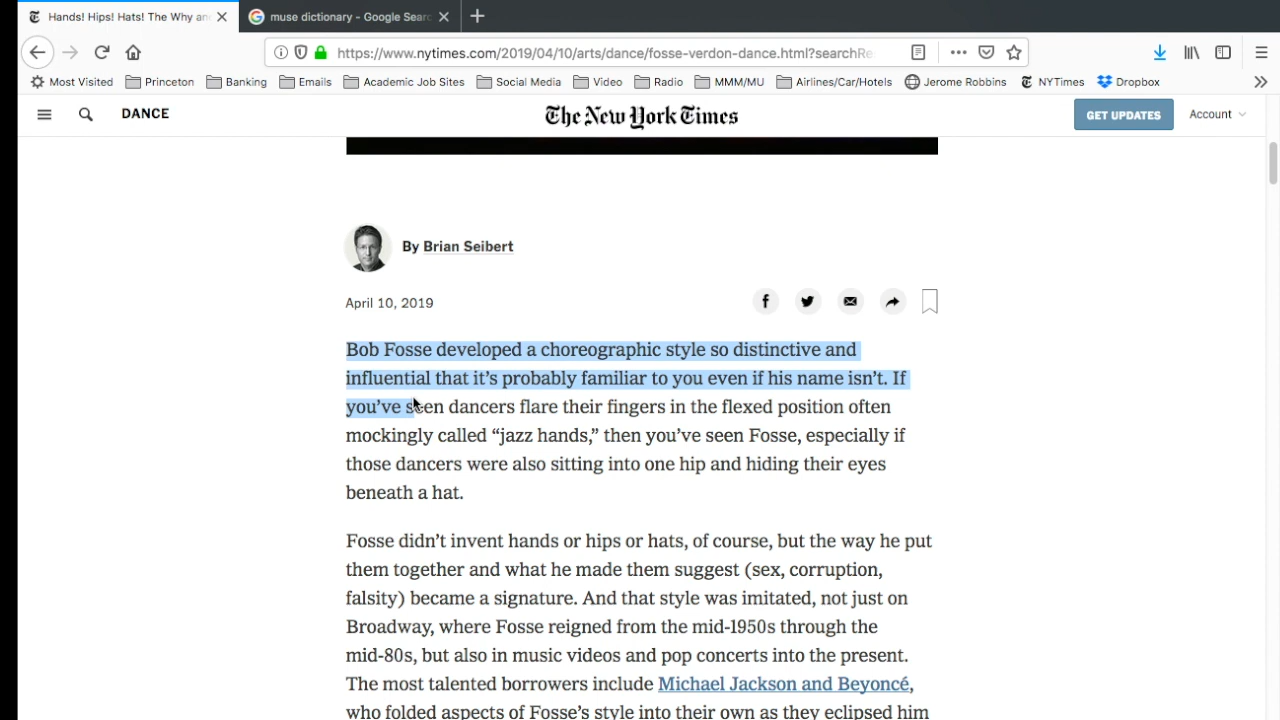 Hands! Hips! Hats! The Why an
muse dictionary - Google Searc
https://www.nytimes.com/2019/04/10/arts/dance/fosse-verdon-dance.html?searchRe
Most Visited Princeton Banking Emails Academic Job Sites Social Media Video Radio MMM/MU Airlines/Car/Hotels Jerome Robbins NYTimes Dropbox
DANCE The New York Times GET UPDATES Account
By Brian Seibert
April 10, 2019
Bob Fosse developed a choreographic style so distinctive and
influential that it’s probably familiar to you even if his name isn’t. If
you’ve seen dancers flare their fingers in the flexed position often
mockingly called “jazz hands,” then you’ve seen Fosse, especially if
those dancers were also sitting into one hip and hiding their eyes
beneath a hat.
Fosse didn’t invent hands or hips or hats, of course, but the way he put
them together and what he made them suggest (sex, corruption,
falsity) became a signature. And that style was imitated, not just on
Broadway, where Fosse reigned from the mid-1950s through the
mid-80s, but also in music videos and pop concerts into the present.
The most talented borrowers include Michael Jackson and Beyoncé,
who folded aspects of Fosse’s style into their own as they eclipsed him